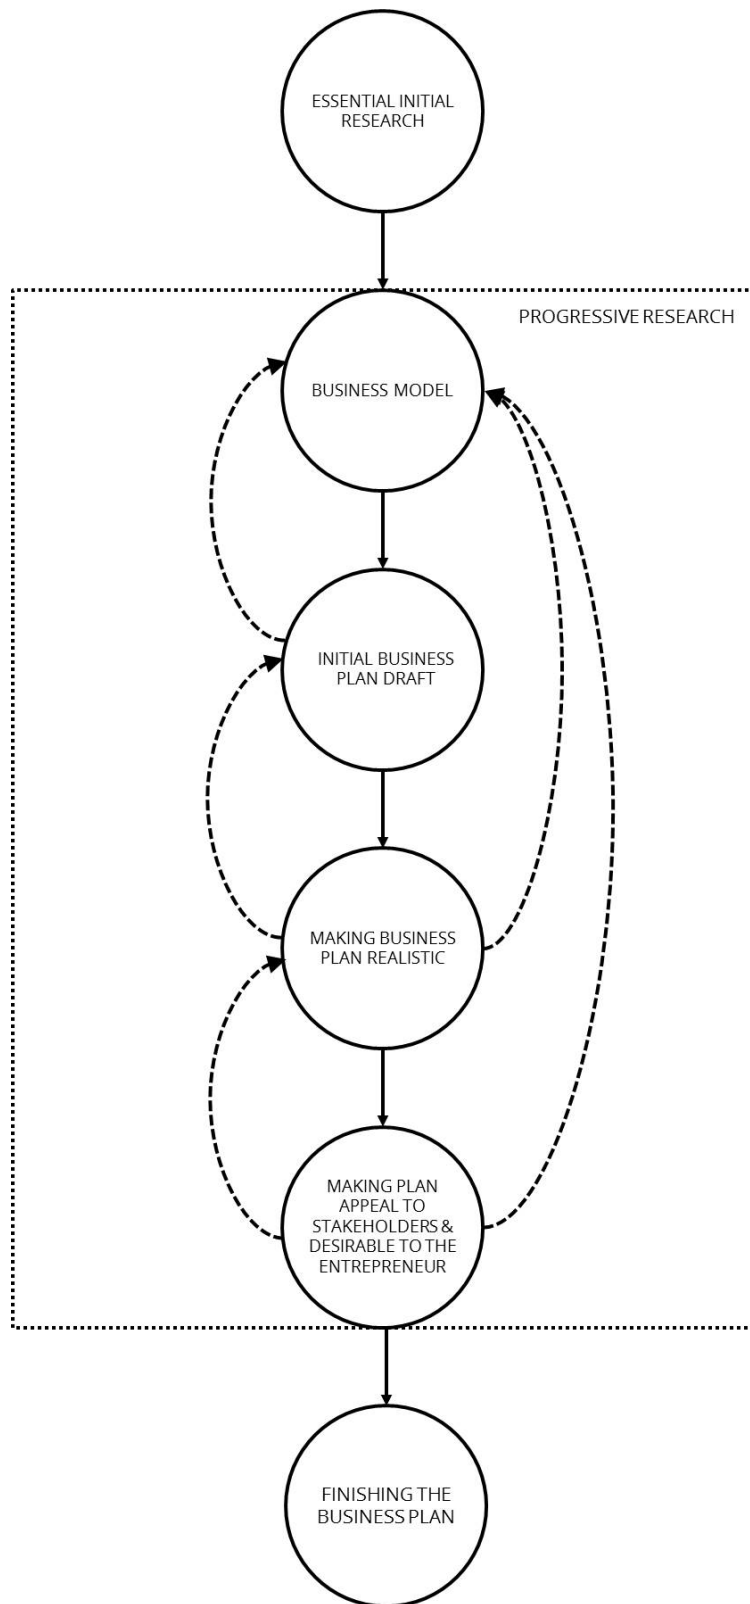 ESSENTIAL INITIAL
RESEARCH
PROGRESSIVE RESEARCH
BUSINESS MODEL
INITIAL BUSINESS
PLAN DRAFT
MAKING BUSINESS
PLAN REALISTIC
MAKING PLAN
APPEAL TO
STAKEHOLDERS &
DESIRABLE TO THE
ENTREPRENEUR
FINISHING THE
BUSINESS PLAN